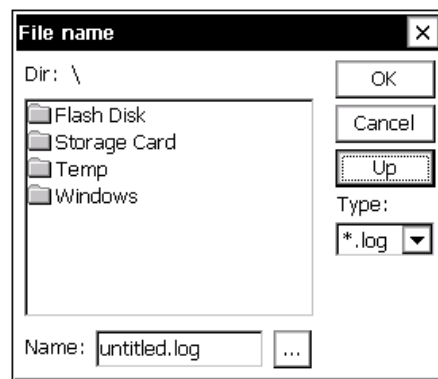 File name
Dir: \
OK
Flash Disk
Storage Card
Cancel
Temp
Up
Windows
Type:
*.log
Name: untitled.log ...